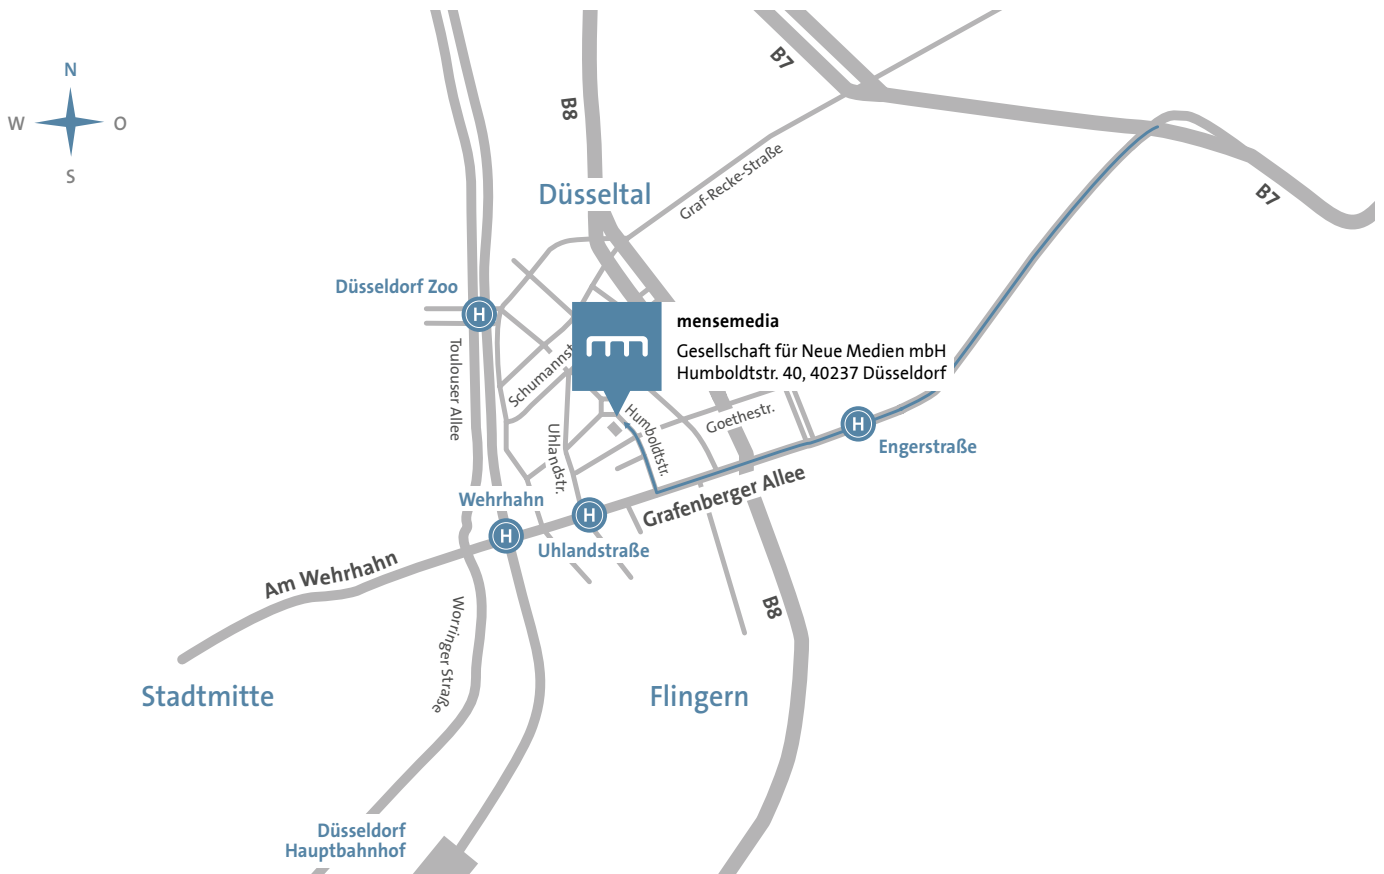 N
W
O
S
B7
B8
Graf-Recke-Straße
Düsseltal
B7
Düsseldorf Zoo
H
Toulouser Allee
Schumannst
mensemedia
Gesellschaft für Neue Medien mbH
Humboldtstr. 40, 40237 Düsseldorf
Humboldtstr.
Goethestr.
Uhlandstr.
H
Engerstraße
Grafenberger Allee
Wehrhahn
H
H
Uhlandstraße
Am Wehrhahn
Worringer Straße
B8
Stadtmitte
Flingern
Düsseldorf
Hauptbahnhof